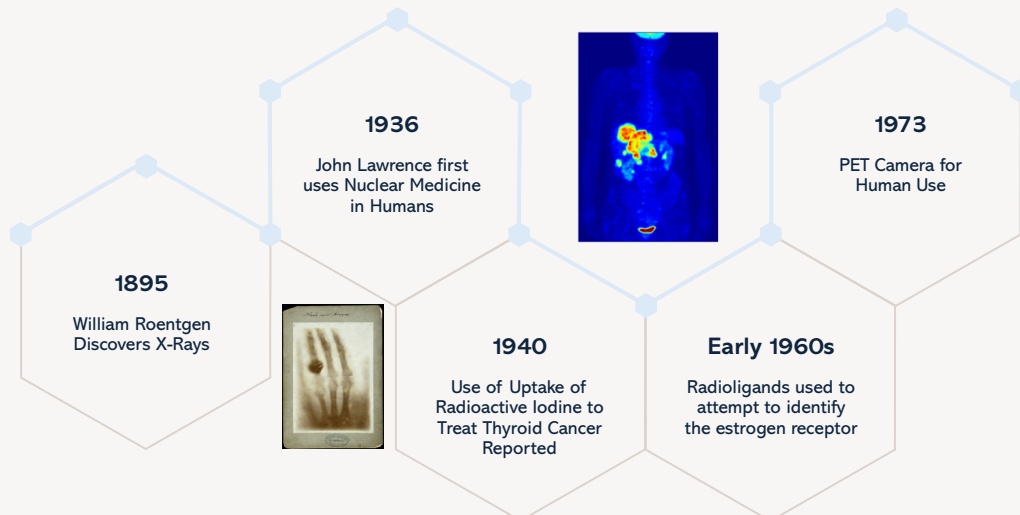 1895
William Roentgen
Discovers X-Rays
1936
John Lawrence first
uses Nuclear Medicine
in Humans
1940
Use of Uptake of
Radioactive Iodine to
Treat Thyroid Cancer
Reported
Early 1960s
Radioligands used to
attempt to identify
the estrogen receptor
1973
PET Camera for
Human Use